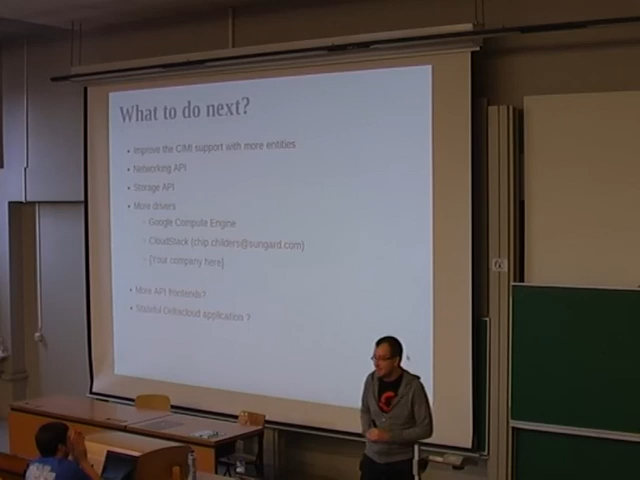 What to do next?
• Improve the CIMI support with more entities
• Networking API
• Storage API
• More drivers
– Google Compute Engine
– CloudStack (chip.childers@sungard.com)
– [Your company here]
• More API frontends?
• Stateful Deltacloud application ?